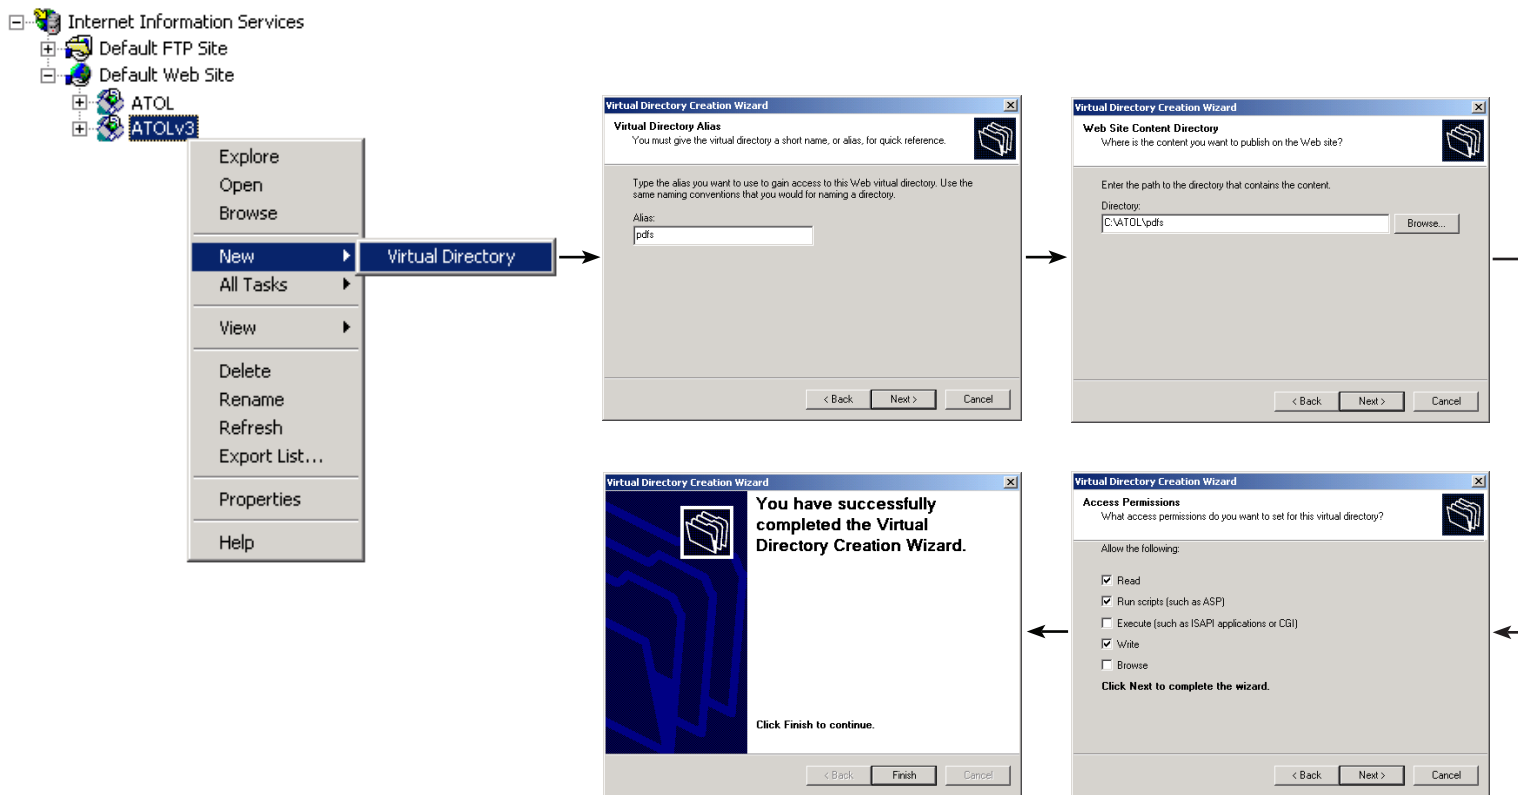 Internet Information Services
Default FTP Site
Default Web Site
ATOL
ATOLv3
Explore
Open
Browse
New
Virtual Directory
All Tasks
View
Delete
Rename
Refresh
Export List...
Properties
Help
Virtual Directory Creation Wizard
Virtual Directory Alias
You must give the virtual directory a short name, or alias, for quick reference.
Type the alias you want to use to gain access to this Web virtual directory. Use the
same naming conventions that you would for naming a directory.
Alias:
pdfs
< Back
Next >
Cancel
Virtual Directory Creation Wizard
Web Site Content Directory
Where is the content you want to publish on the Web site?
Enter the path to the directory that contains the content.
Directory:
C:\ATOL\pdfs
Browse...
< Back
Next >
Cancel
Virtual Directory Creation Wizard
Access Permissions
What access permissions do you want to set for this virtual directory?
Allow the following:
Read
Run scripts (such as ASP)
Execute (such as ISAPI applications or CGI)
Write
Browse
Click Next to complete the wizard.
< Back
Next >
Cancel
Virtual Directory Creation Wizard
You have successfully
completed the Virtual
Directory Creation Wizard.
Click Finish to continue.
< Back
Finish
Cancel